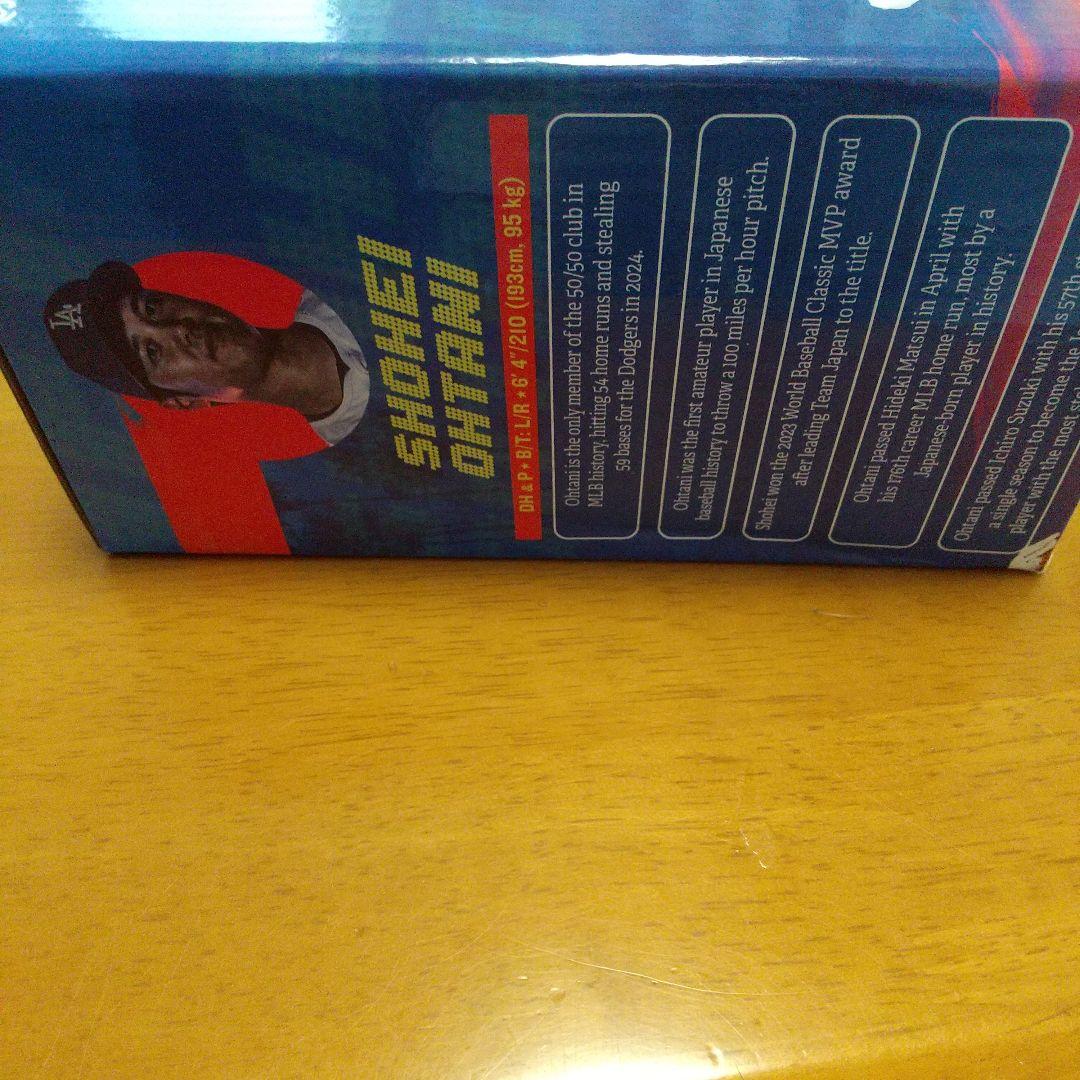 LA
SHOHEI
OHTANI
DH & P ★ B/T: L/R ★ 6' 4"/210 (193cm, 95 kg)
Ohtani is the only member of the 50/50 club in
MLB history, hitting 54 home runs and stealing
59 bases for the Dodgers in 2024.
Ohtani was the first amateur player in Japanese
baseball history to throw a 100 miles per hour pitch.
Shohei won the 2023 World Baseball Classic MVP award
after leading Team Japan to the title.
Ohtani passed Hideki Matsui in April with
his 176th career MLB home run, most by a
Japanese-born player in history.
Ohtani passed Ichiro Suzuki with his 57th
a single season to become the
player with the most